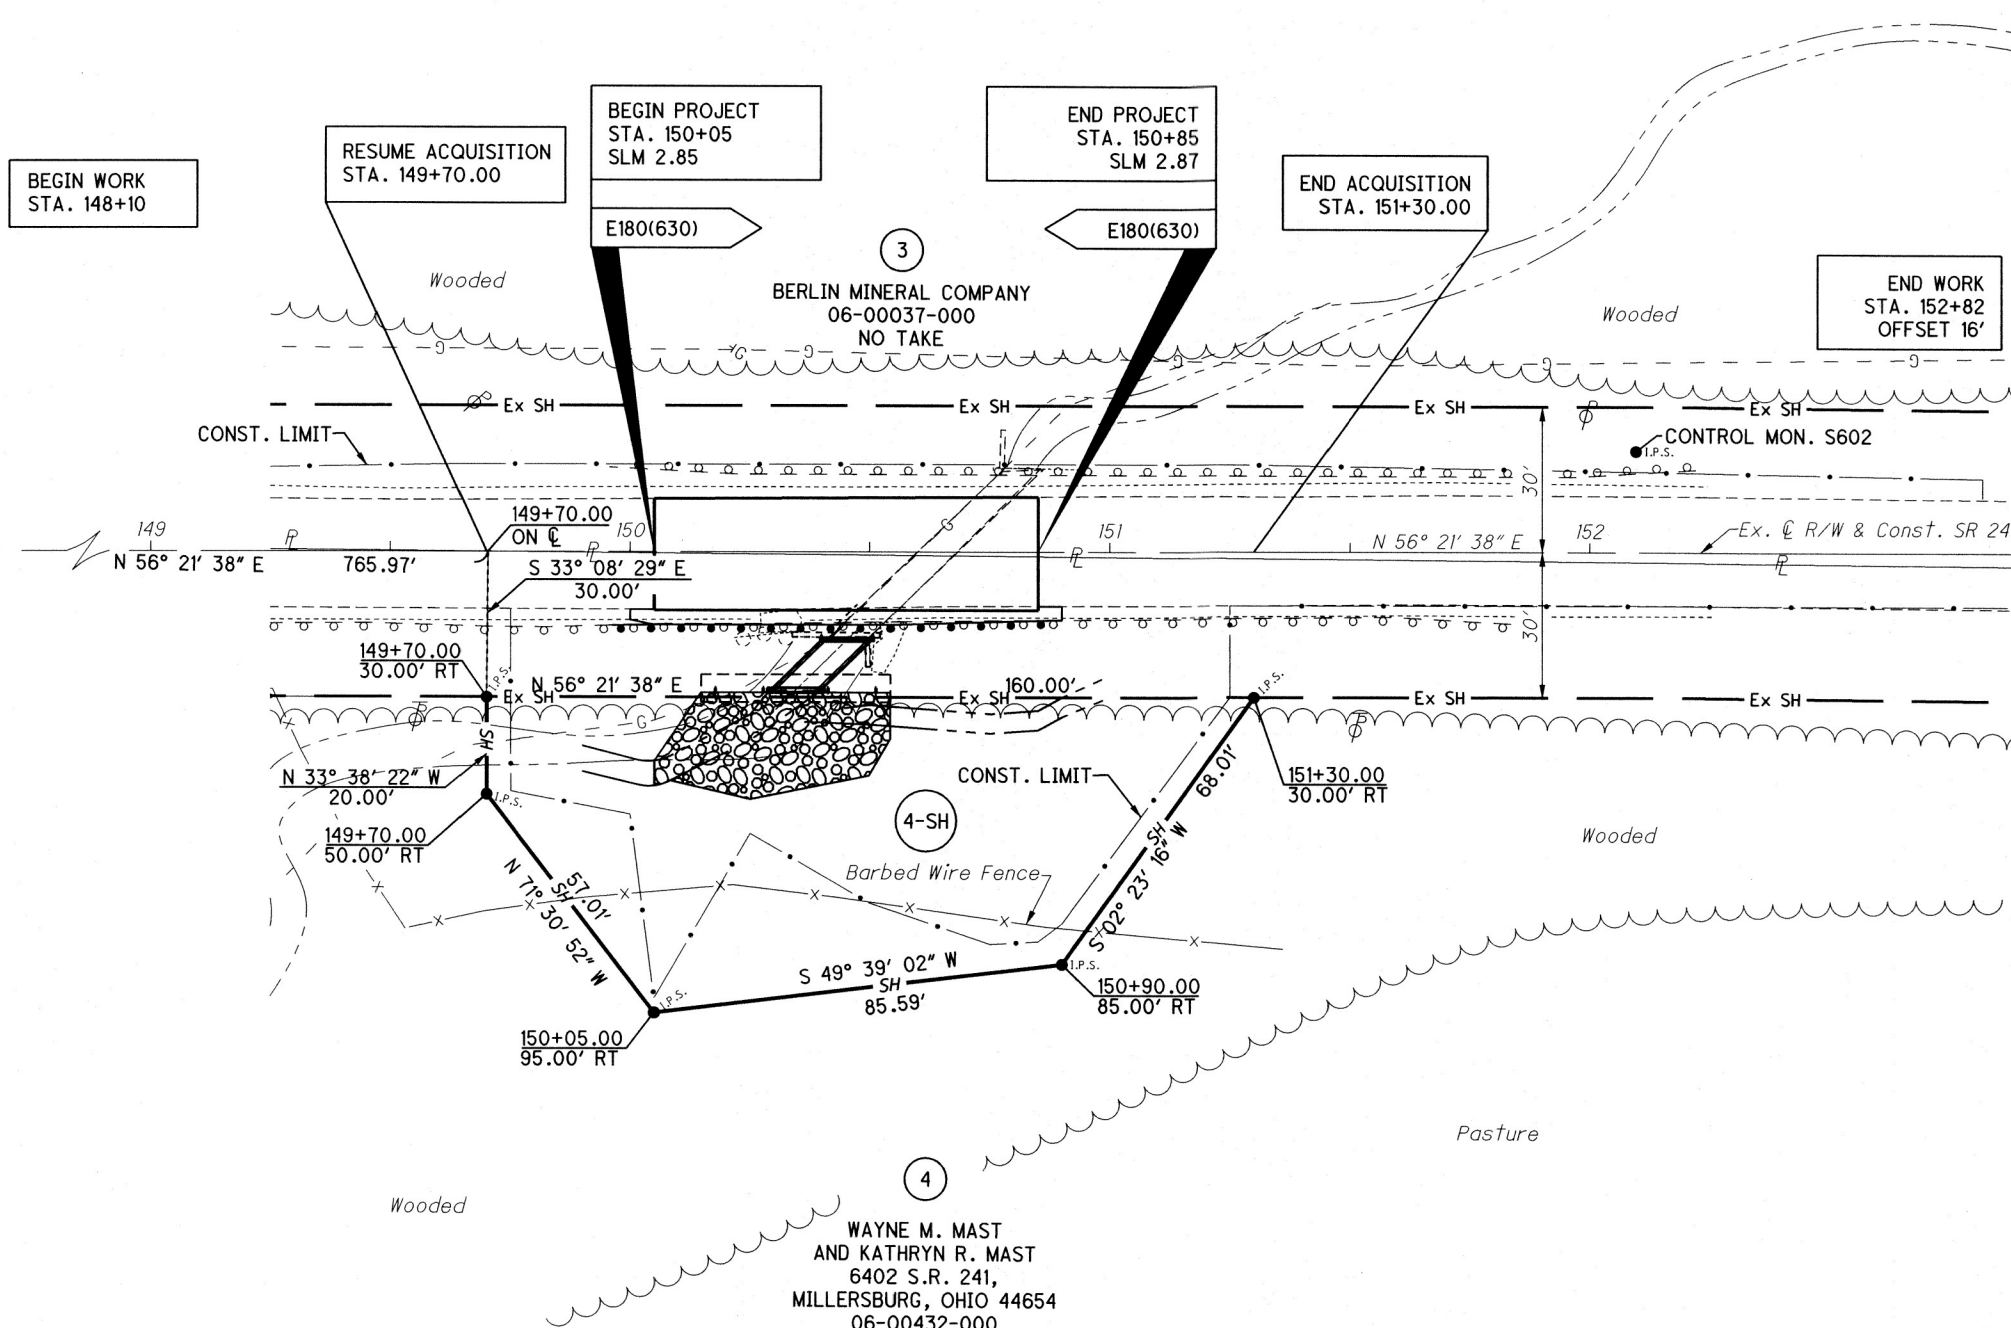 BEGIN WORK
STA. 148+10
RESUME ACQUISITION
STA. 149+70.00
BEGIN PROJECT
STA. 150+05
SLM 2.85
E180(630)
END PROJECT
STA. 150+85
SLM 2.87
E180(630)
END ACQUISITION
STA. 151+30.00
END WORK
STA. 152+82
OFFSET 16'
3
BERLIN MINERAL COMPANY
06-00037-000
NO TAKE
Wooded
Wooded
G
G
G
G
G
G
Ex SH
Ex SH
Ex SH
Ex SH
CONST. LIMIT
CONTROL MON. S602
I.P.S.
30'
149
150
151
152
149+70.00
ON ℄
N 56° 21' 38" E
765.97'
S 33° 08' 29" E
30.00'
N 56° 21' 38" E
Ex. ℄ R/W & Const. SR 24
30'
149+70.00
30.00' RT
I.P.S.
Ex SH
N 56° 21' 38" E
Ex SH
160.00'
I.P.S.
Ex SH
Ex SH
G
G
SH
N 33° 38' 22" W
20.00'
I.P.S.
149+70.00
50.00' RT
CONST. LIMIT
68.01'
SH
S 02° 23' 16" W
151+30.00
30.00' RT
4-SH
Barbed Wire Fence
Wooded
57.01'
SH
N 71° 30' 52" W
I.P.S.
S 49° 39' 02" W
SH
85.59'
I.P.S.
150+90.00
85.00' RT
150+05.00
95.00' RT
Pasture
Wooded
4
WAYNE M. MAST
AND KATHRYN R. MAST
6402 S.R. 241,
MILLERSBURG, OHIO 44654
06-00432-000